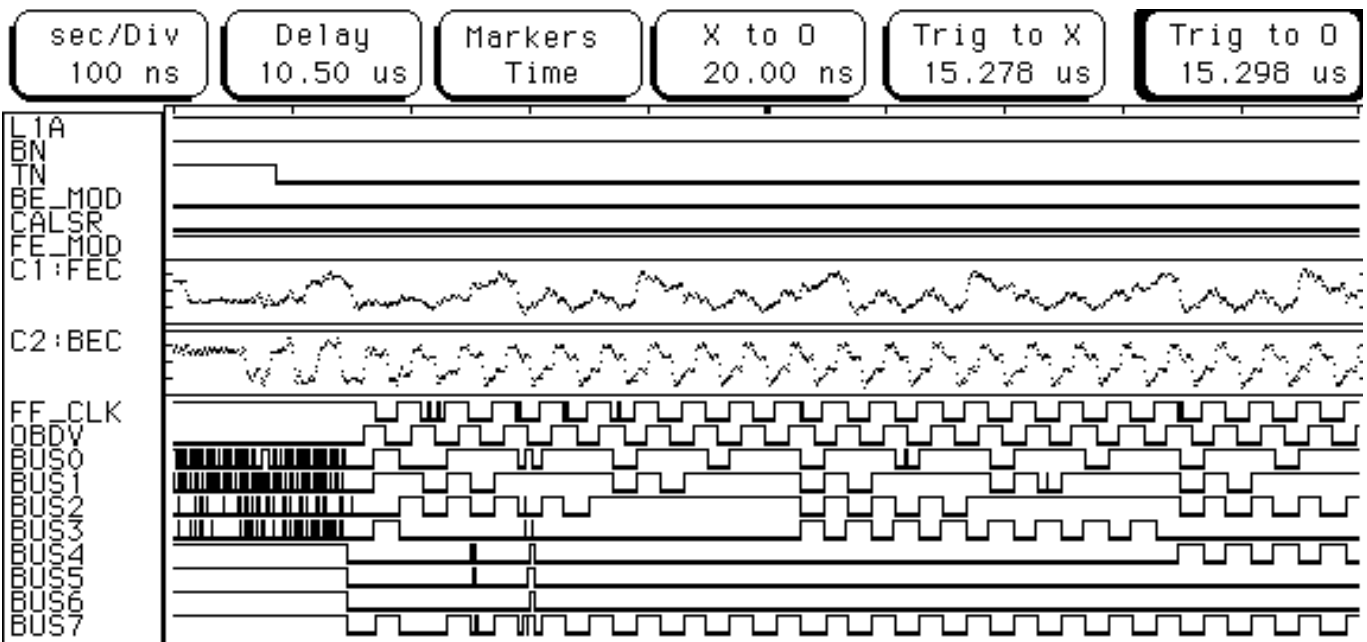 sec/Div Delay Markers X to O Trig to X Trig to O
100 ns 10.50 us Time 20.00 ns 15.278 us 15.298 us
L1A
BN
TN
BE_MOD
CALSR
FE_MOD
C1:FEC
C2:BEC
FF_CLK
OBDV
BUS0
BUS1
BUS2
BUS3
BUS4
BUS5
BUS6
BUS7